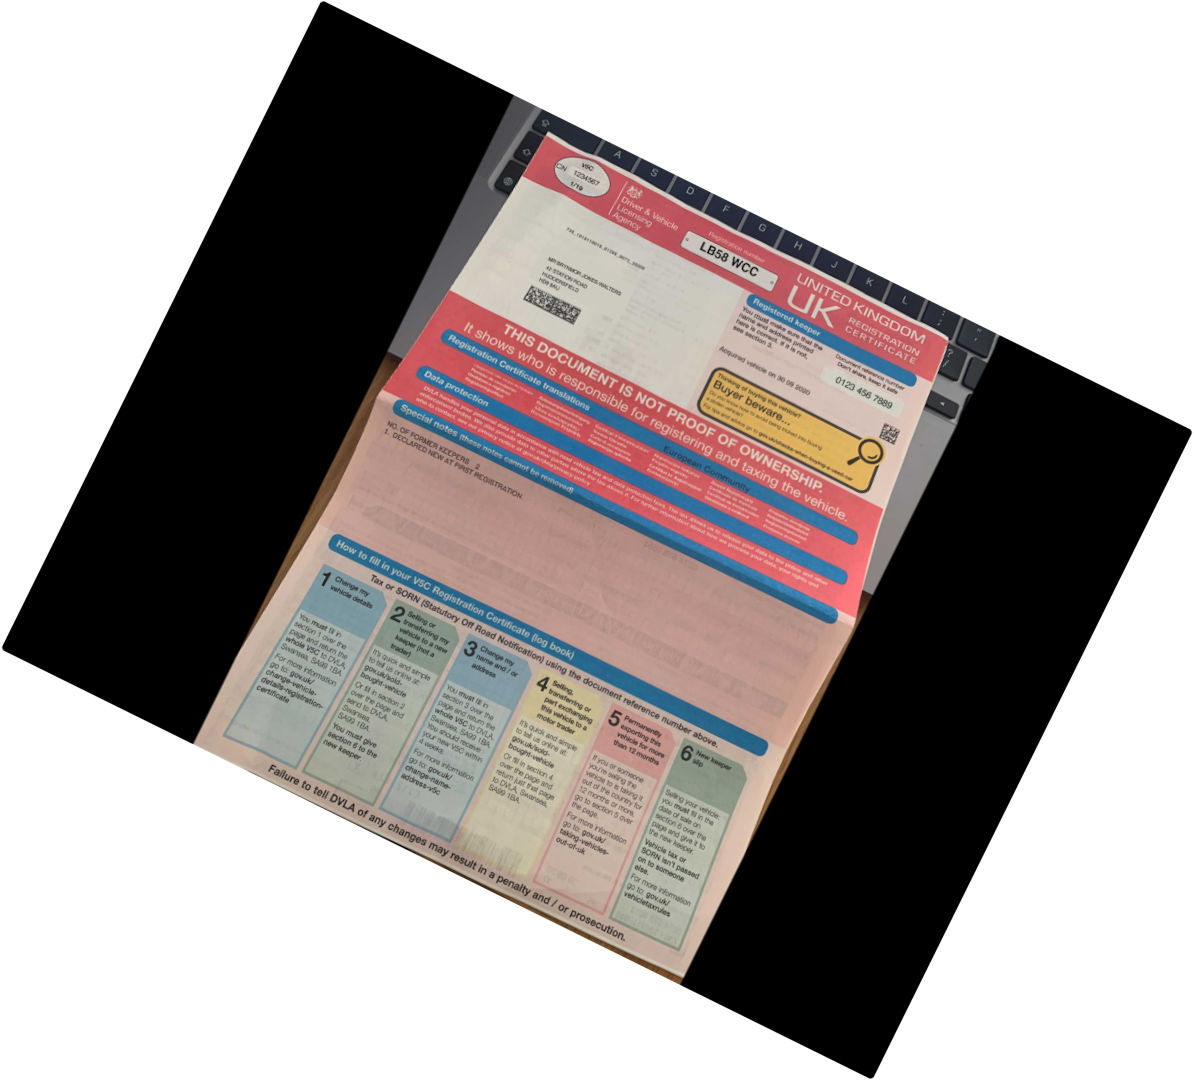 A S D F G H J K L
V5C
CN 1234567
1/19
Driver & Vehicle
Licensing
Agency
Registration number
LB58 WCC
UNITED KINGDOM
UK
REGISTRATION
CERTIFICATE
MR BRYNMOR JONES-WALTERS
42 STATION ROAD
HUDDERSFIELD
Registered keeper
You must make sure that the
name and address printed
here is correct. If it is not,
see section 3.
Document reference number
Don't share, keep it safe
0123 456 7889
Acquired vehicle on 30 09 2020
Thinking of buying this vehicle?
Buyer beware...
Do you know how to avoid being tricked into buying
a stolen vehicle?
For tips and advice go to gov.uk/checks-when-buying-a-used-car
THIS DOCUMENT IS NOT PROOF OF OWNERSHIP.
It shows who is responsible for registering and taxing the vehicle.
Registration Certificate translations
European Community
Data protection
Special notes (these notes cannot be removed)
NO. OF FORMER KEEPERS 2
1. DECLARED NEW AT FIRST REGISTRATION.
How to fill in your V5C Registration Certificate (log book)
Tax or SORN (Statutory Off Road Notification) using the document reference number above.
1 Change my
vehicle details
You must fill in
section 1 over the
page and return the
whole V5C to DVLA,
Swansea, SA99 1BA.
For more information
go to: gov.uk/
change-vehicle-
details-registration-
certificate
2 Selling or
transferring my
vehicle to a new
keeper (not a
trader)
It's quick and simple
to tell us online at:
gov.uk/sold-
bought-vehicle
Or fill in section 2
over the page and
send to DVLA,
Swansea,
SA99 1BA.
You must give
section 6 to the
new keeper.
3 Change my
name and / or
address
You must fill in
section 3 over the
page and return the
whole V5C to DVLA,
Swansea, SA99 1BA.
You should receive
your new V5C within
4 weeks.
For more information
go to: gov.uk/
change-name-
address-v5c
4 Selling,
transferring or
part exchanging
this vehicle to a
motor trader
It's quick and simple
to tell us online at:
gov.uk/sold-
bought-vehicle
Or fill in section 4
over the page and
return just that page
to DVLA, Swansea,
SA99 1BA.
5 Permanently
exporting this
vehicle for more
than 12 months
If you or someone
you're selling the
vehicle to is taking it
out of the country for
12 months or more,
go to section 5 over
the page.
For more information
go to: gov.uk/
taking-vehicles-
out-of-uk
6 New keeper
slip
Selling your vehicle:
you must fill in the
date of sale on
section 6 over the
page and give it to
the new keeper.
Vehicle tax or
SORN isn't passed
on to someone
else.
For more information
go to: gov.uk/
vehicletaxrules
Failure to tell DVLA of any changes may result in a penalty and / or prosecution.